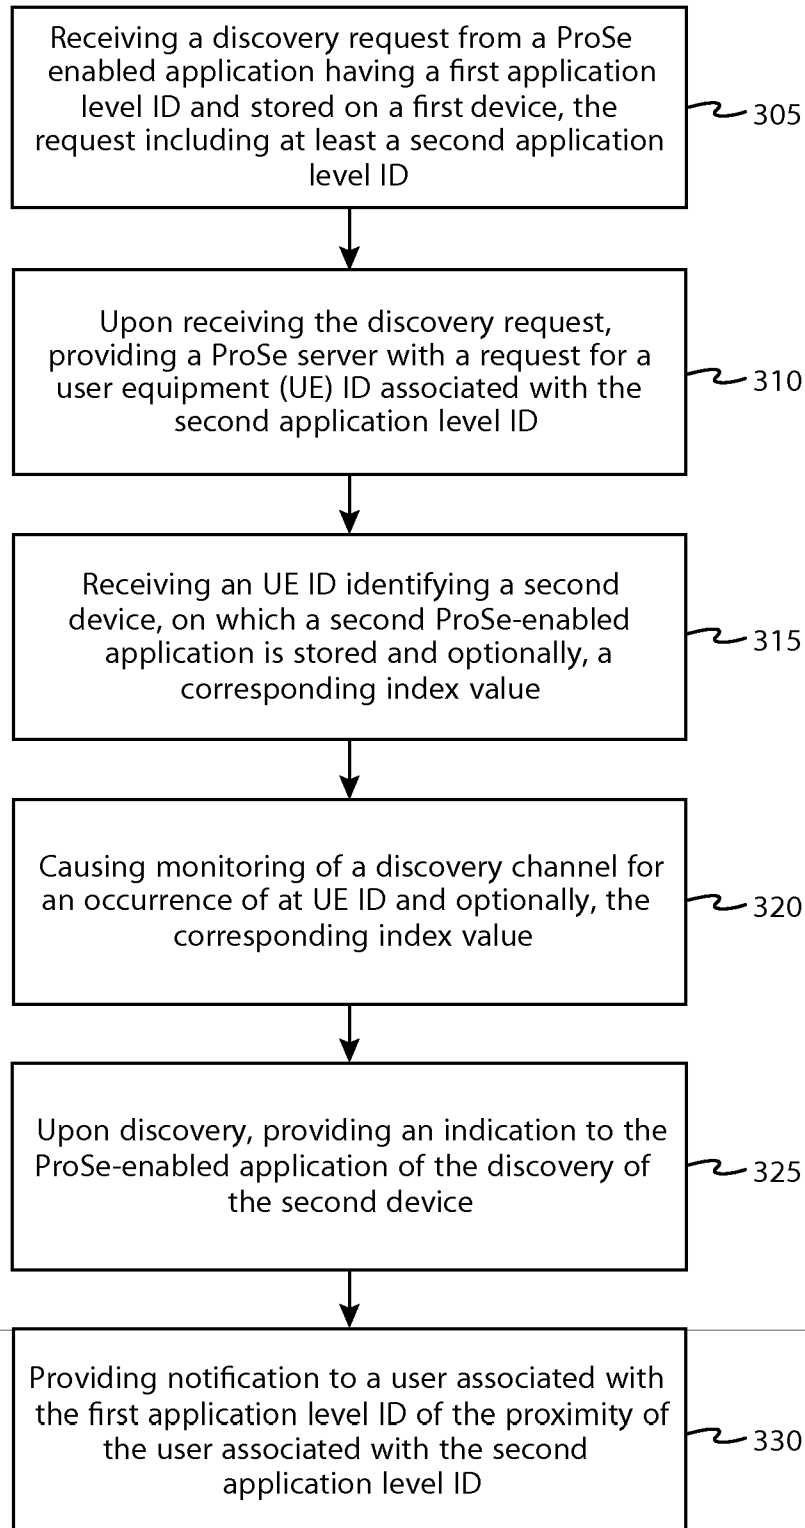 Receiving a discovery request from a ProSe
enabled application having a first application
level ID and stored on a first device, the
request including at least a second application
level ID
305
Upon receiving the discovery request,
providing a ProSe server with a request for a
user equipment (UE) ID associated with the
second application level ID
310
Receiving an UE ID identifying a second
device, on which a second ProSe-enabled
application is stored and optionally, a
corresponding index value
315
Causing monitoring of a discovery channel for
an occurrence of at UE ID and optionally, the
corresponding index value
320
Upon discovery, providing an indication to the
ProSe-enabled application of the discovery of
the second device
325
Providing notification to a user associated with
the first application level ID of the proximity of
the user associated with the second
application level ID
330